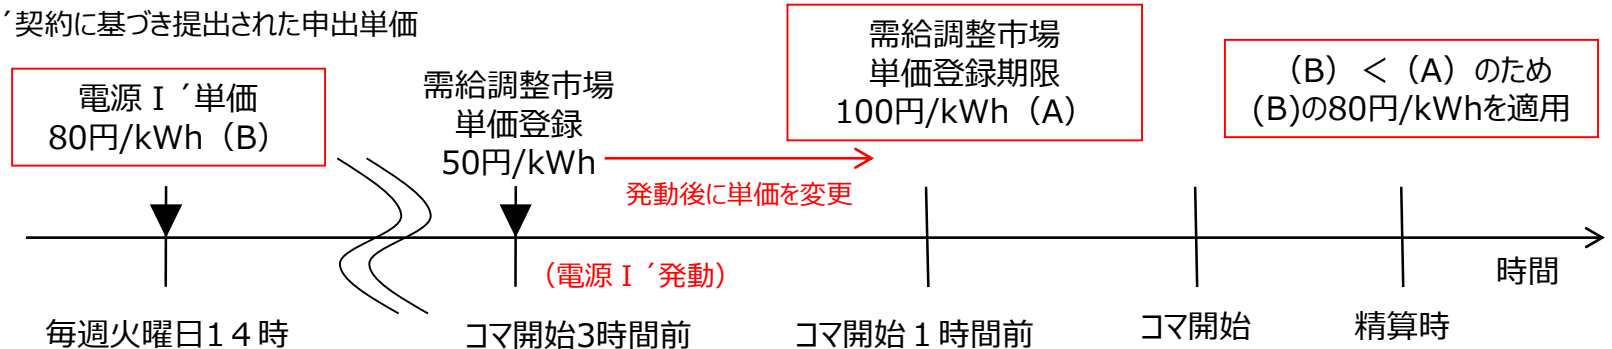 ´契約に基づき提出された申出単価
電源Ⅰ´単価
80円/kWh（B）
需給調整市場
単価登録
50円/kWh
発動後に単価を変更
需給調整市場
単価登録期限
100円/kWh（A）
（B）＜（A）のため
(B)の80円/kWhを適用
（電源Ⅰ´発動）
時間
毎週火曜日１４時
コマ開始3時間前
コマ開始１時間前
コマ開始
精算時